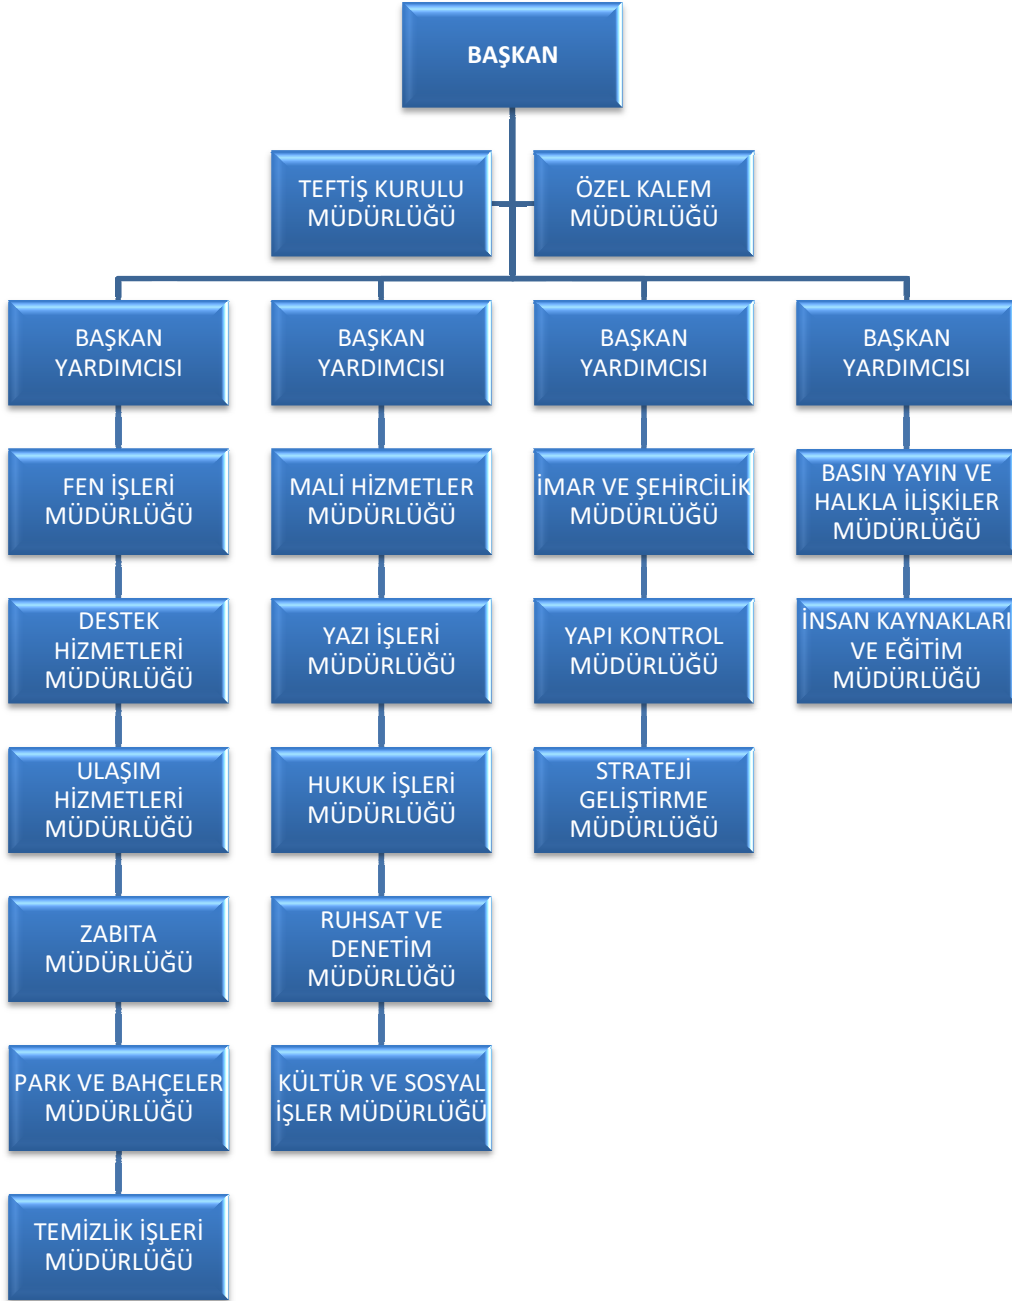 BAŞKAN
TEFTİŞ KURULU
MÜDÜRLÜĞÜ
ÖZEL KALEM
MÜDÜRLÜĞÜ
BAŞKAN
YARDIMCISI
BAŞKAN
YARDIMCISI
BAŞKAN
YARDIMCISI
BAŞKAN
YARDIMCISI
FEN İŞLERİ
MÜDÜRLÜĞÜ
MALİ HİZMETLER
MÜDÜRLÜĞÜ
İMAR VE ŞEHİRCİLİK
MÜDÜRLÜĞÜ
BASIN YAYIN VE
HALKLA İLİŞKİLER
MÜDÜRLÜĞÜ
DESTEK
HİZMETLERİ
MÜDÜRLÜĞÜ
YAZI İŞLERİ
MÜDÜRLÜĞÜ
YAPI KONTROL
MÜDÜRLÜĞÜ
İNSAN KAYNAKLARI
VE EĞİTİM
MÜDÜRLÜĞÜ
ULAŞIM
HİZMETLERİ
MÜDÜRLÜĞÜ
HUKUK İŞLERİ
MÜDÜRLÜĞÜ
STRATEJİ
GELİŞTİRME
MÜDÜRLÜĞÜ
ZABITA
MÜDÜRLÜĞÜ
RUHSAT VE
DENETİM
MÜDÜRLÜĞÜ
PARK VE BAHÇELER
MÜDÜRLÜĞÜ
KÜLTÜR VE SOSYAL
İŞLER MÜDÜRLÜĞÜ
TEMİZLİK İŞLERİ
MÜDÜRLÜĞÜ